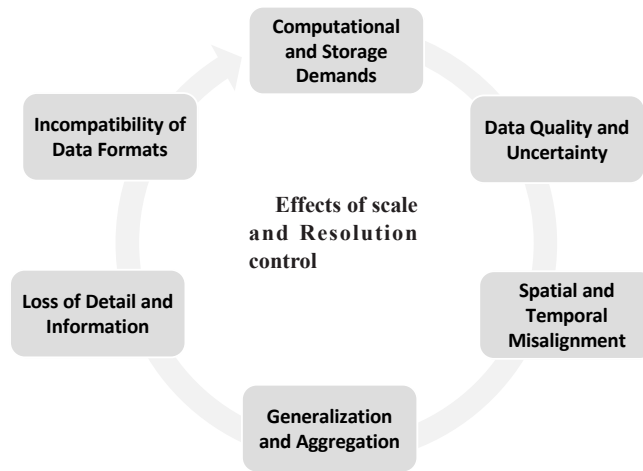 Computational
and Storage
Demands
Data Quality and
Uncertainty
Spatial and
Temporal
Misalignment
Generalization
and Aggregation
Loss of Detail and
Information
Incompatibility of
Data Formats
Effects of scale
and Resolution
control